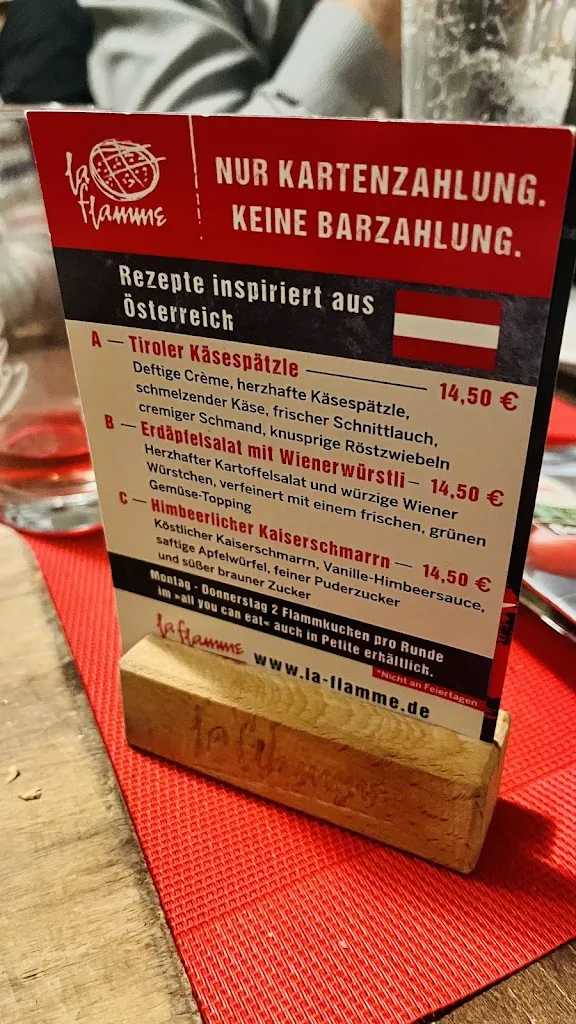 la
flamme
NUR KARTENZAHLUNG.
KEINE BARZAHLUNG.
Rezepte inspiriert aus
Österreich
A — Tiroler Käsespätzle — 14,50 €
Deftige Crème, herzhafte Käsespätzle,
schmelzender Käse, frischer Schnittlauch,
cremiger Schmand, knusprige Röstzwiebeln
B — Erdäpfelsalat mit Wienerwürstli — 14,50 €
Herzhafter Kartoffelsalat und würzige Wiener
Würstchen, verfeinert mit einem frischen, grünen
Gemüse-Topping
C — Himbeerlicher Kaiserschmarrn — 14,50 €
Köstlicher Kaiserschmarrn, Vanille-Himbeersauce,
saftige Apfelwürfel, feiner Puderzucker
und süßer brauner Zucker
Montag - Donnerstag 2 Flammkuchen pro Runde
im »all you can eat« auch in Petite erhältlich.
*Nicht an Feiertagen
la flamme www.la-flamme.de
la flamme